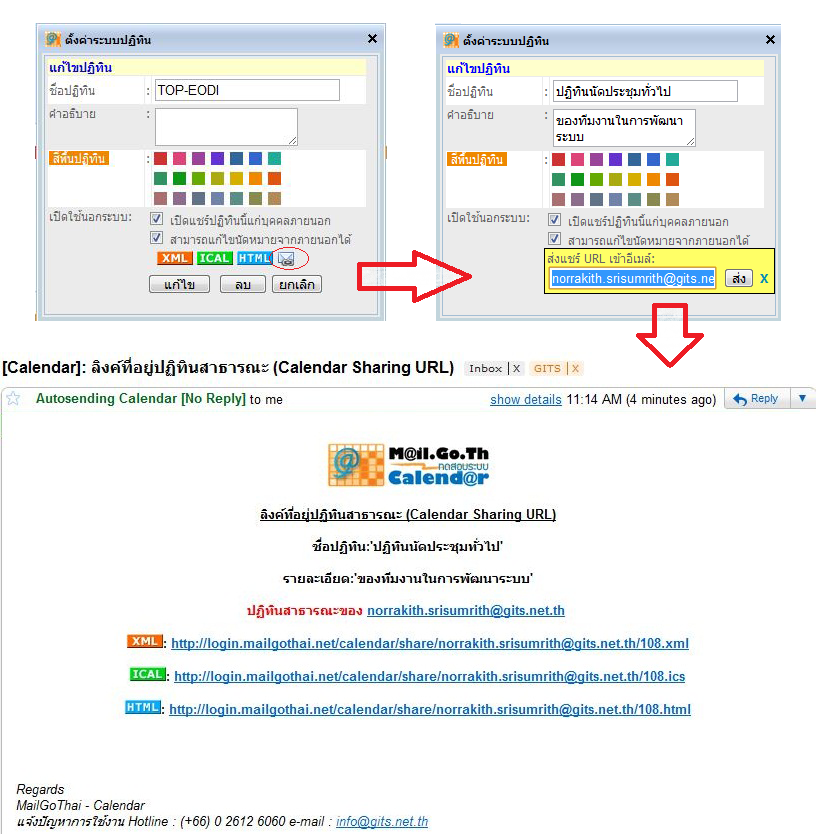 ตั้งค่าระบบปฏิทิน
แก้ไขปฏิทิน
ชื่อปฏิทิน : TOP-EODI
คำอธิบาย :
สีพื้นปฏิทิน :
เปิดใช้นอกระบบ: เปิดแชร์ปฏิทินนี้แก่บุคคลภายนอก
สามารถแก้ไขนัดหมายจากภายนอกได้
XML ICAL HTML
แก้ไข ลบ ยกเลิก
ตั้งค่าระบบปฏิทิน
แก้ไขปฏิทิน
ชื่อปฏิทิน : ปฏิทินนัดประชุมทั่วไป
คำอธิบาย : ของทีมงานในการพัฒนา
ระบบ
สีพื้นปฏิทิน :
เปิดใช้นอกระบบ: เปิดแชร์ปฏิทินนี้แก่บุคคลภายนอก
สามารถแก้ไขนัดหมายจากภายนอกได้
ส่งแชร์ URL เข้าอีเมล์:
norrakith.srisumrith@gits.ne ส่ง X
[Calendar]: ลิงค์ที่อยู่ปฏิทินสาธารณะ (Calendar Sharing URL) Inbox | X GITS | X
Autosending Calendar [No Reply] to me show details 11:14 AM (4 minutes ago) Reply
M@il.Go.Th
ทดสอบระบบ
Calend@r
ลิงค์ที่อยู่ปฏิทินสาธารณะ (Calendar Sharing URL)
ชื่อปฏิทิน:'ปฏิทินนัดประชุมทั่วไป'
รายละเอียด:'ของทีมงานในการพัฒนาระบบ'
ปฏิทินสาธารณะของ norrakith.srisumrith@gits.net.th
XML: http://login.mailgothai.net/calendar/share/norrakith.srisumrith@gits.net.th/108.xml
ICAL: http://login.mailgothai.net/calendar/share/norrakith.srisumrith@gits.net.th/108.ics
HTML: http://login.mailgothai.net/calendar/share/norrakith.srisumrith@gits.net.th/108.html
Regards
MailGoThai - Calendar
แจ้งปัญหาการใช้งาน Hotline : (+66) 0 2612 6060 e-mail : info@gits.net.th